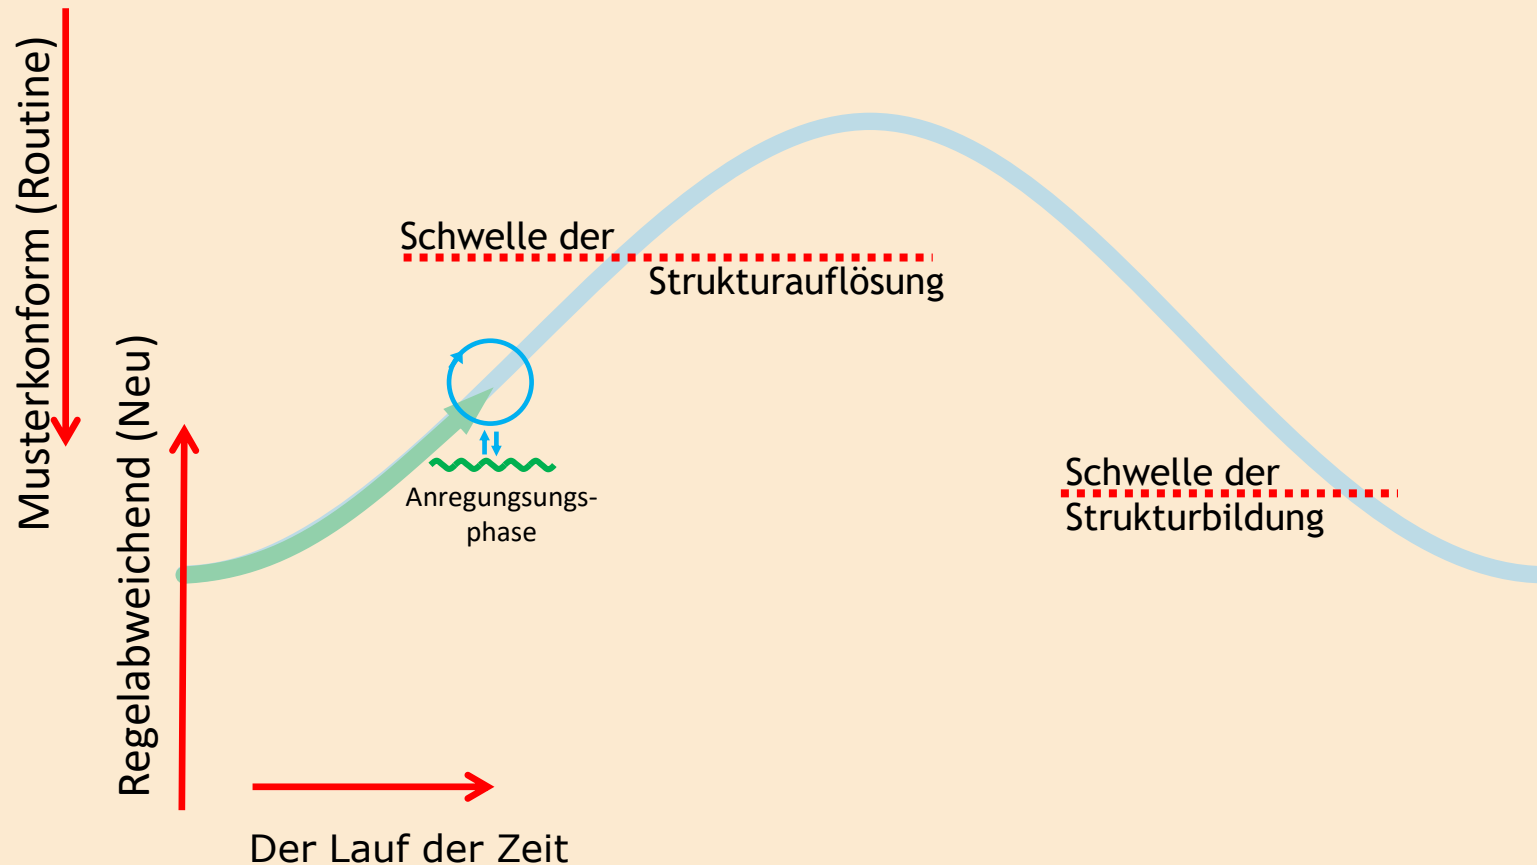 Musterkonform (Routine)
Regelabweichend (Neu)
Schwelle der
Strukturauflösung
Anregungsungs-
phase
Schwelle der
Strukturbildung
Der Lauf der Zeit